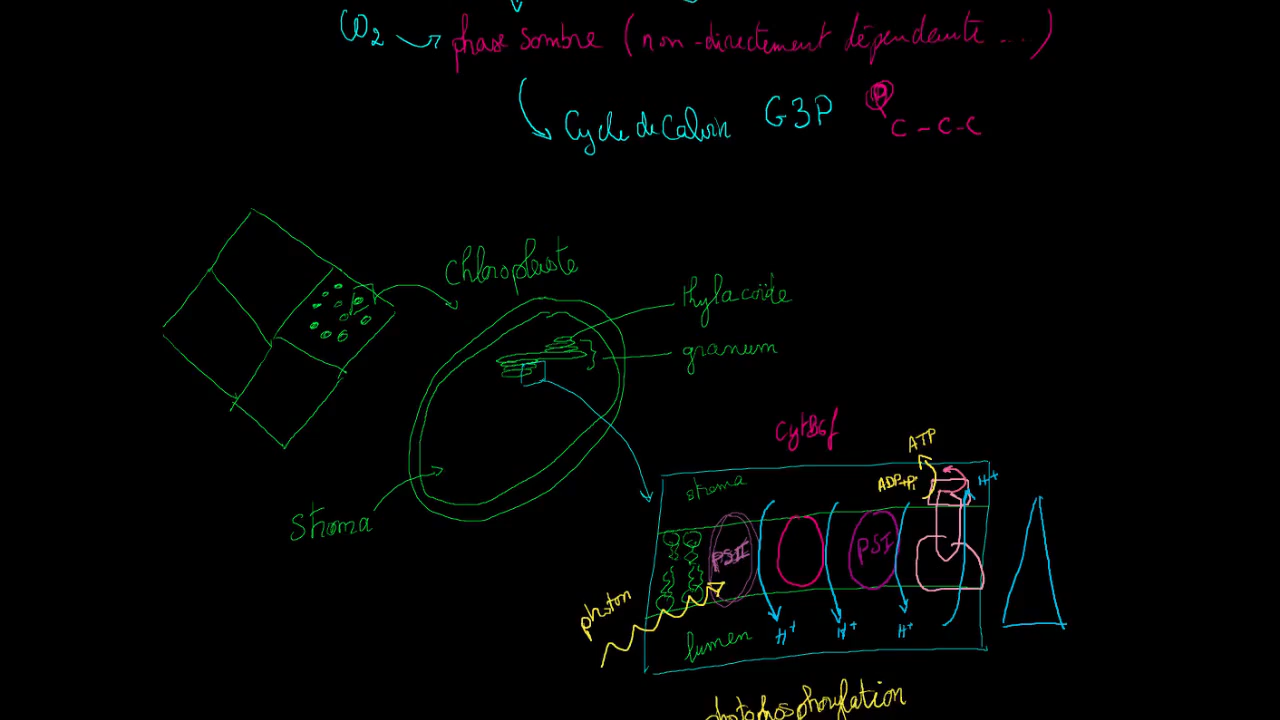 CO2 → phase sombre (non-directement dépendante ...)
Cycle de Calvin G3P P
C - C - C
chloroplaste
thylacoïde
granum
stroma
Cytb6f
ATP
ADP+Pi
H+
stroma
PSII
PSI
photon
H+ H+ H+
lumen
photophosphorylation